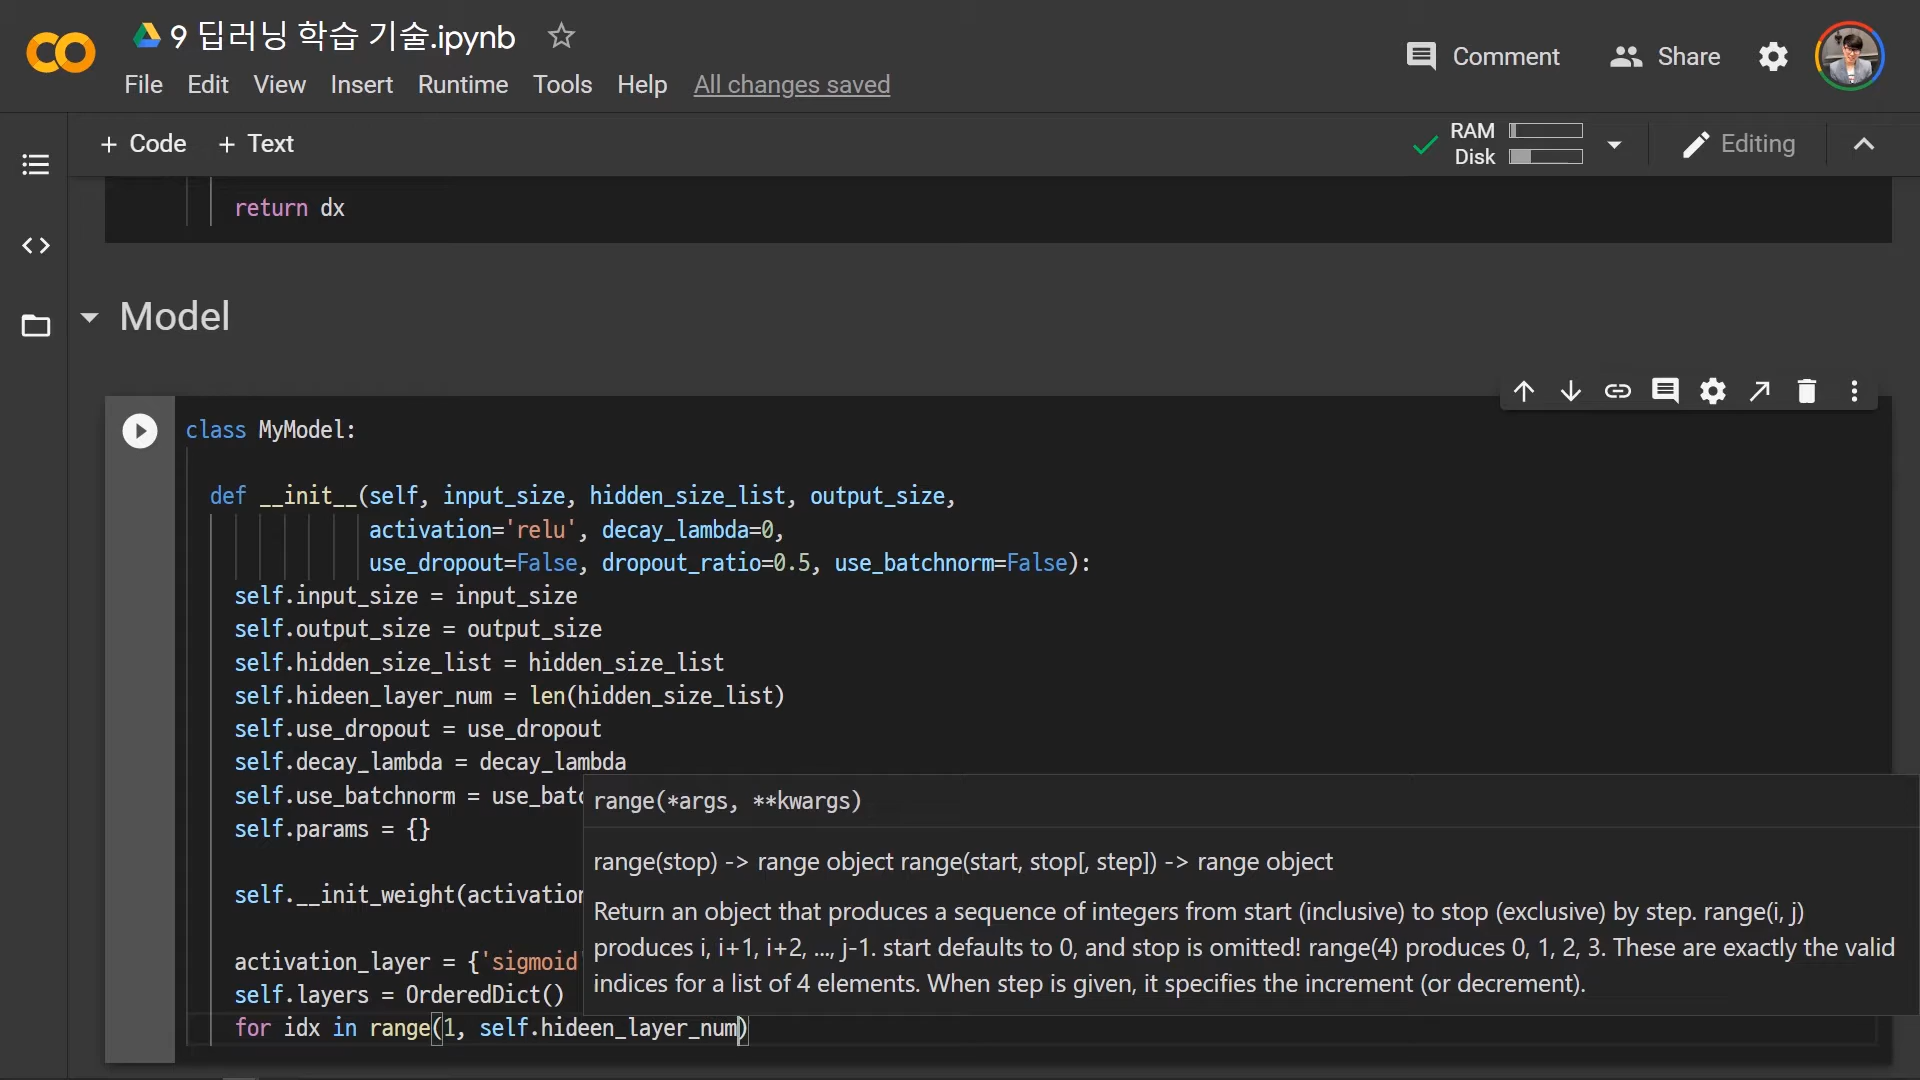 9 딥러닝 학습 기술.ipynb
Comment
Share
File Edit View Insert Runtime Tools Help All changes saved
+ Code + Text
RAM
Disk
Editing
return dx
Model
class MyModel:
def __init__(self, input_size, hidden_size_list, output_size,
activation='relu', decay_lambda=0,
use_dropout=False, dropout_ratio=0.5, use_batchnorm=False):
self.input_size = input_size
self.output_size = output_size
self.hidden_size_list = hidden_size_list
self.hideen_layer_num = len(hidden_size_list)
self.use_dropout = use_dropout
self.decay_lambda = decay_lambda
self.use_batchnorm = use_batc
self.params = {}
self.__init_weight(activation
activation_layer = {'sigmoid'
self.layers = OrderedDict()
for idx in range(1, self.hideen_layer_num)
range(*args, **kwargs)
range(stop) -> range object range(start, stop[, step]) -> range object
Return an object that produces a sequence of integers from start (inclusive) to stop (exclusive) by step. range(i, j)
produces i, i+1, i+2, ..., j-1. start defaults to 0, and stop is omitted! range(4) produces 0, 1, 2, 3. These are exactly the valid
indices for a list of 4 elements. When step is given, it specifies the increment (or decrement).